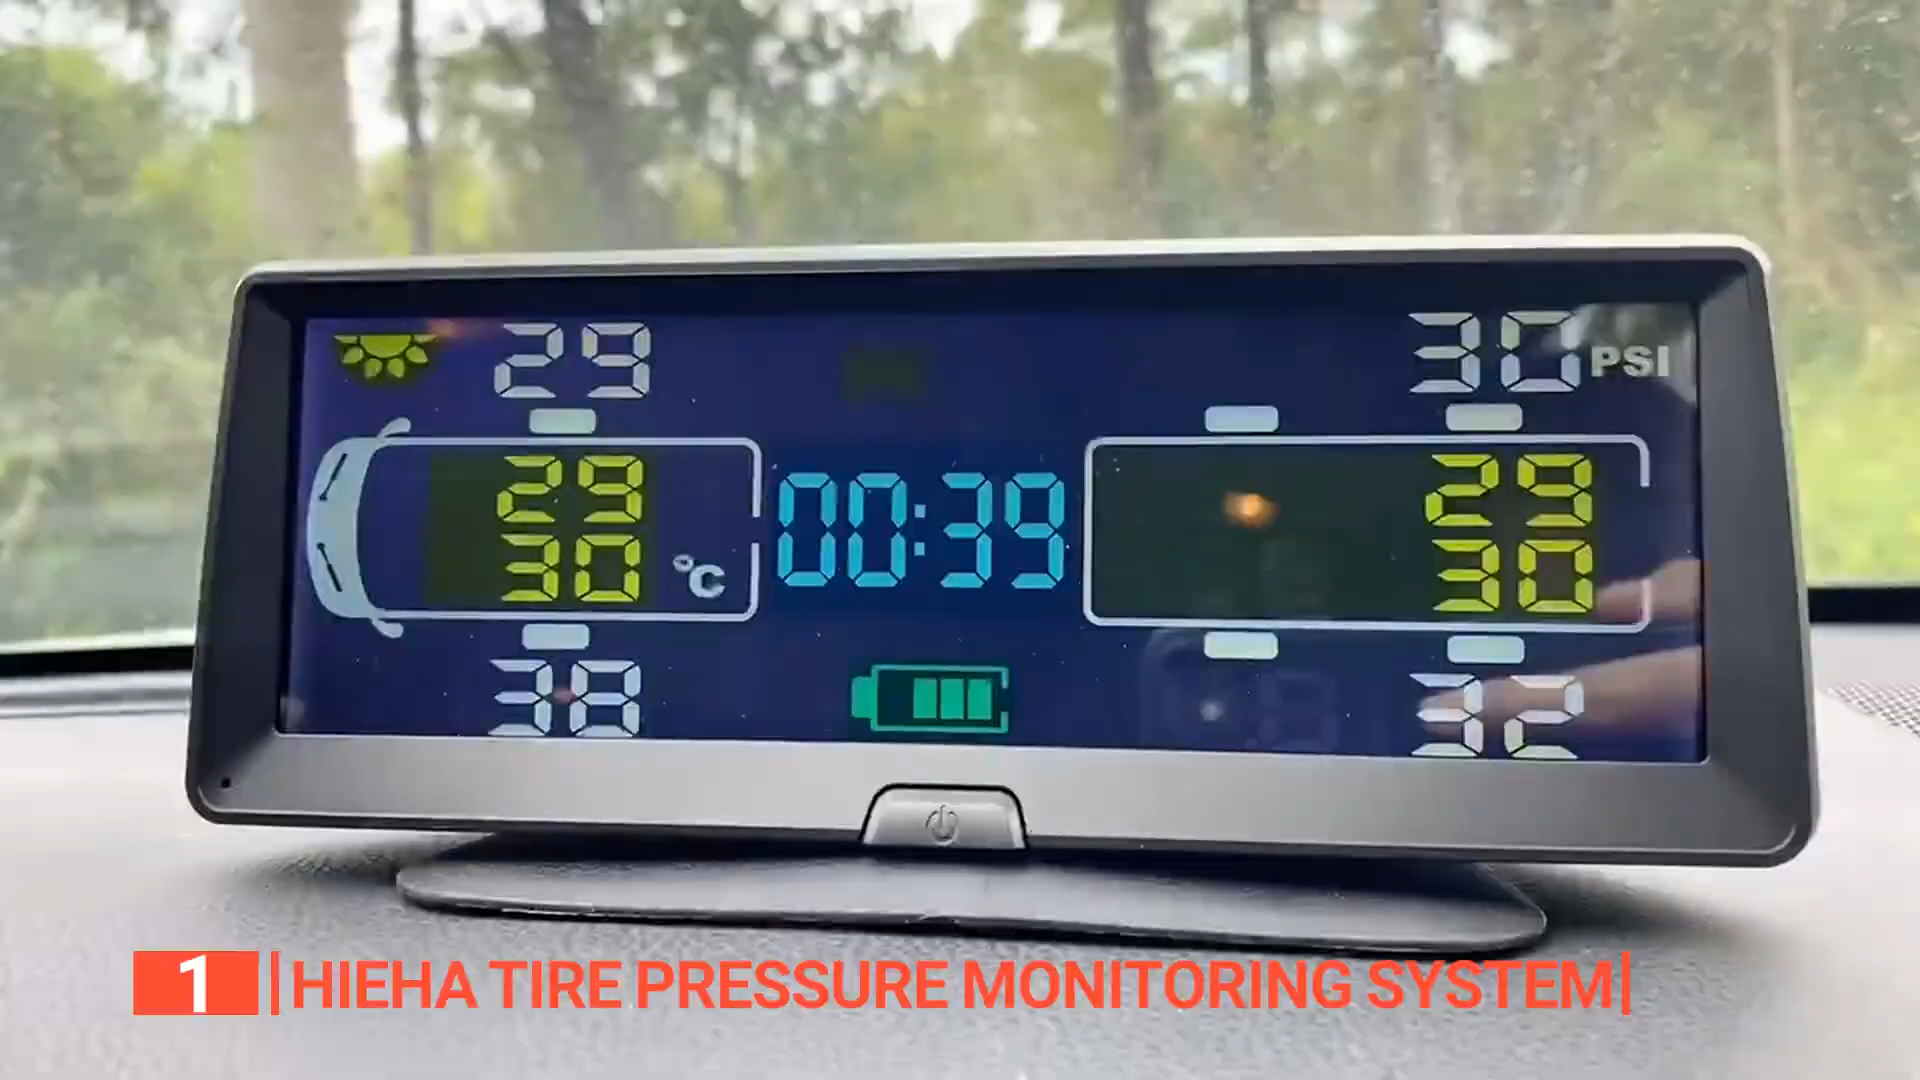 29 30 PSI
29 00:39 29
30 °C 30
38 32
1 HIEHA TIRE PRESSURE MONITORING SYSTEM